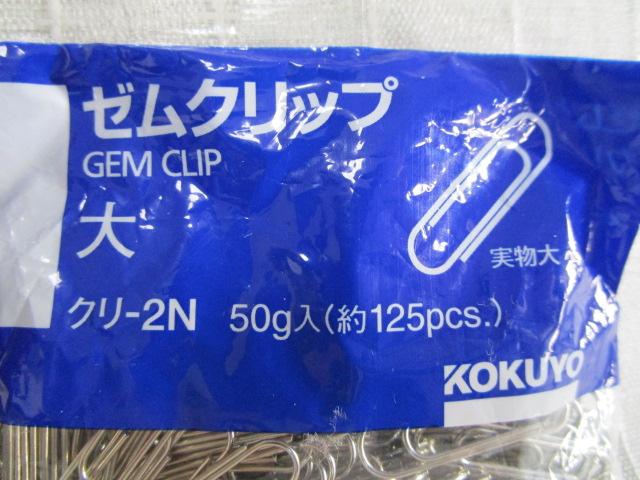 ゼムクリップ
GEM CLIP
大
実物大
クリ-2N 50g入(約125pcs.)
KOKUYO